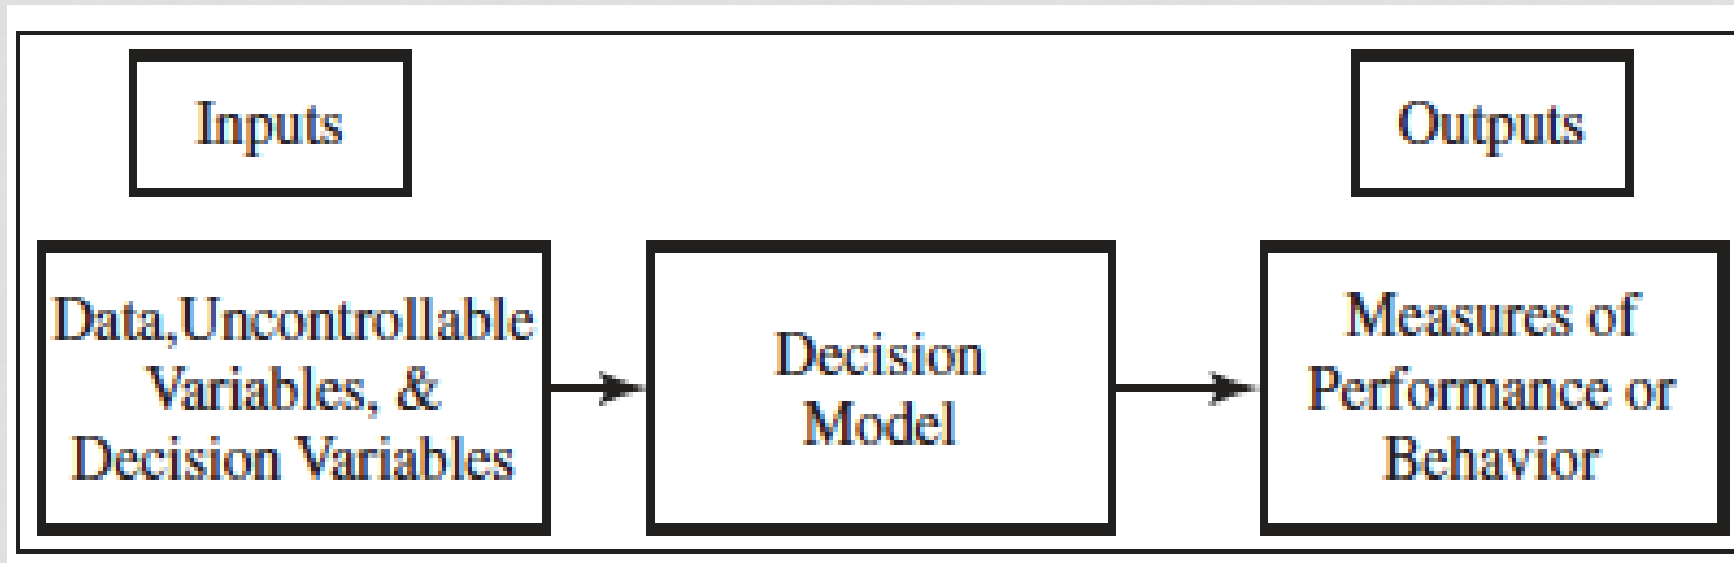 Inputs
Outputs
Data,Uncontrollable
Variables, &
Decision Variables
Decision
Model
Measures of
Performance or
Behavior